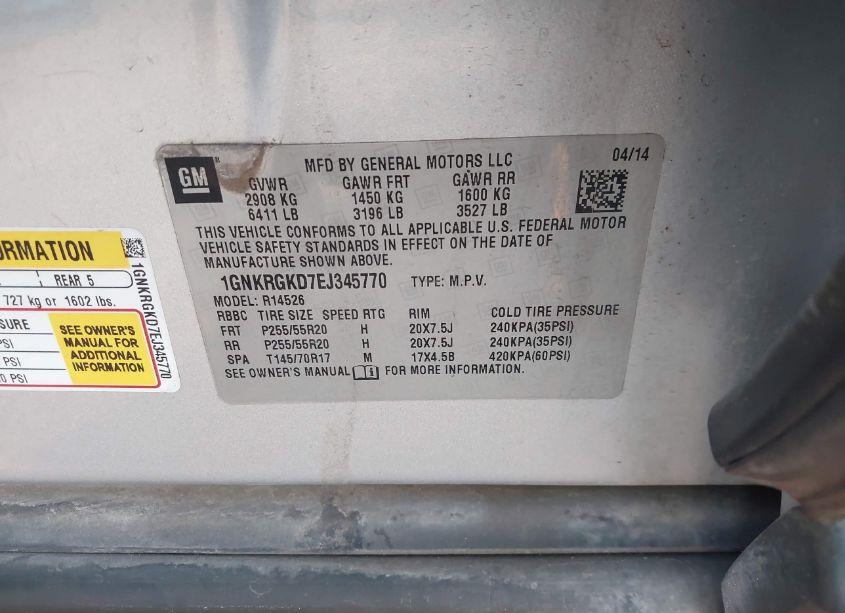 GM
MFD BY GENERAL MOTORS LLC
04/14
GVWR GAWR FRT GAWR RR
2908 KG 1450 KG 1600 KG
6411 LB 3196 LB 3527 LB
THIS VEHICLE CONFORMS TO ALL APPLICABLE U.S. FEDERAL MOTOR
VEHICLE SAFETY STANDARDS IN EFFECT ON THE DATE OF
MANUFACTURE SHOWN ABOVE.
1GNKRGKD7EJ345770 TYPE: M.P.V.
MODEL: R14526
RBBC TIRE SIZE SPEED RTG RIM COLD TIRE PRESSURE
FRT P255/55R20 H 20X7.5J 240KPA(35PSI)
RR P255/55R20 H 20X7.5J 240KPA(35PSI)
SPA T145/70R17 M 17X4.5B 420KPA(60PSI)
SEE OWNER'S MANUAL FOR MORE INFORMATION.
REAR 5
727 kg or 1602 lbs.
SEE OWNER'S
MANUAL FOR
ADDITIONAL
INFORMATION
PSI
PSI
1GNKRGKD7EJ345770